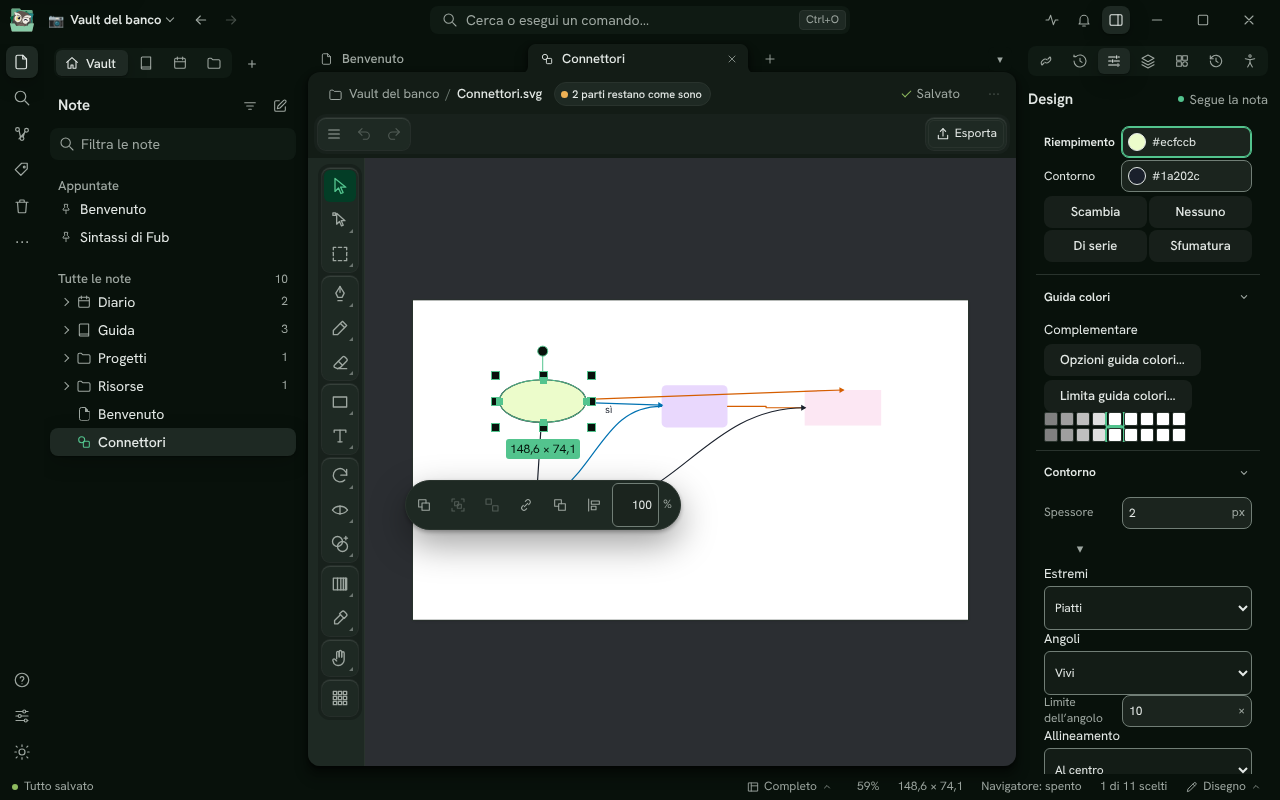 Vault del banco
Cerca o esegui un comando...
Ctrl+O
Vault
Benvenuto
Connettori
Note
Vault del banco / Connettori.svg
2 parti restano come sono
Salvato
Design
Segue la nota
Filtra le note
Esporta
Riempimento
#ecfccb
Contorno
#1a202c
Appuntate
Benvenuto
Sintassi di Fub
Scambia
Nessuno
Di serie
Sfumatura
Tutte le note
10
Diario
2
Guida
3
Progetti
1
Risorse
1
Benvenuto
Connettori
Guida colori
Complementare
Opzioni guida colori...
Limita guida colori...
sì
148,6 × 74,1
100
%
Contorno
Spessore
2
px
Estremi
Piatti
Angoli
Vivi
Limite
dell'angolo
10
×
Allineamento
Al centro
Tutto salvato
Completo
59%
148,6 × 74,1
Navigatore: spento
1 di 11 scelti
Disegno